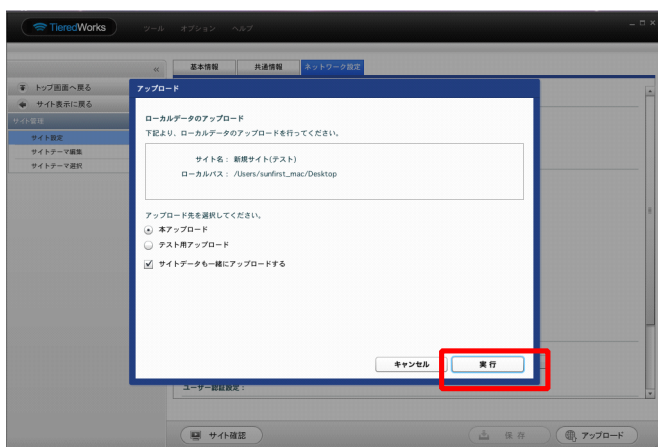 TieredWorks
ツール オプション ヘルプ
基本情報 共通情報 ネットワーク設定
トップ画面へ戻る
サイト表示に戻る
サイト管理
サイト設定
サイトテーマ編集
サイトテーマ選択
アップロード
ローカルデータのアップロード
下記より、ローカルデータのアップロードを行ってください。
サイト名： 新規サイト(テスト)
ローカルパス： /Users/sunfirst_mac/Desktop
アップロード先を選択してください。
本アップロード
テスト用アップロード
サイトデータも一緒にアップロードする
キャンセル 実行
ユーザー認証設定：
サイト確認 保存 アップロード